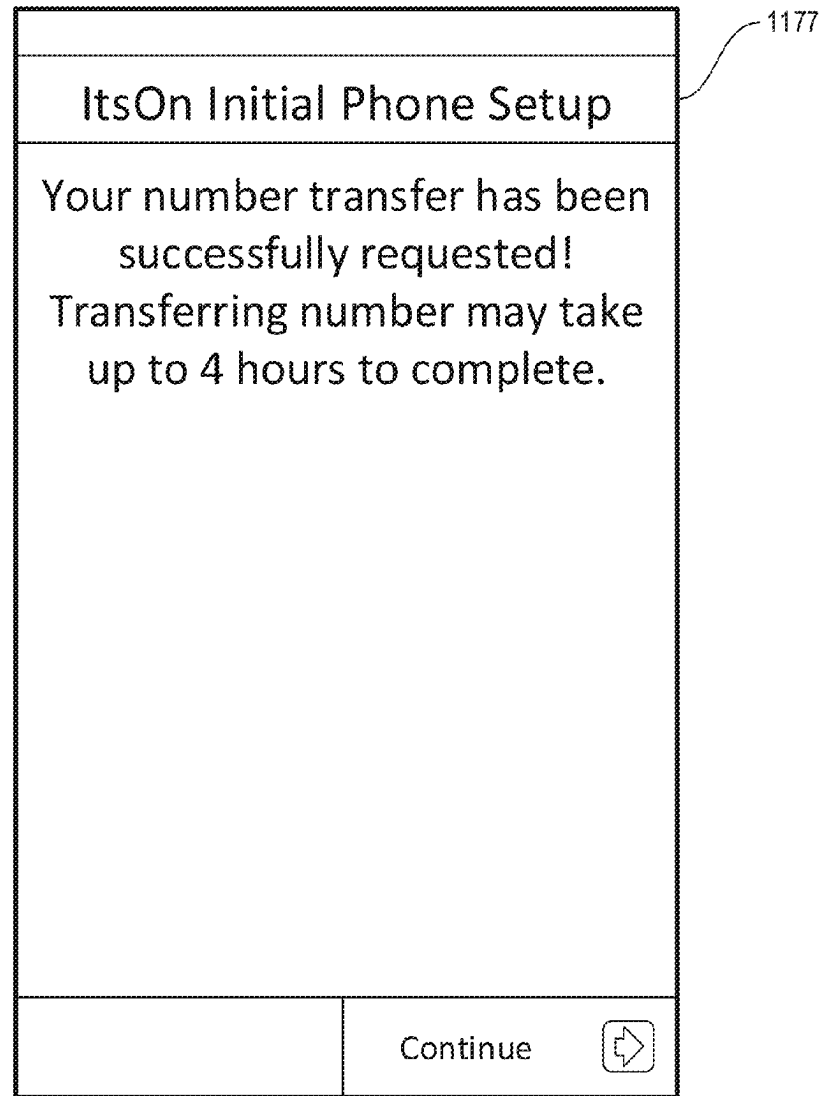 1177
ItsOn Initial Phone Setup
Your number transfer has been
successfully requested!
Transferring number may take
up to 4 hours to complete.
Continue